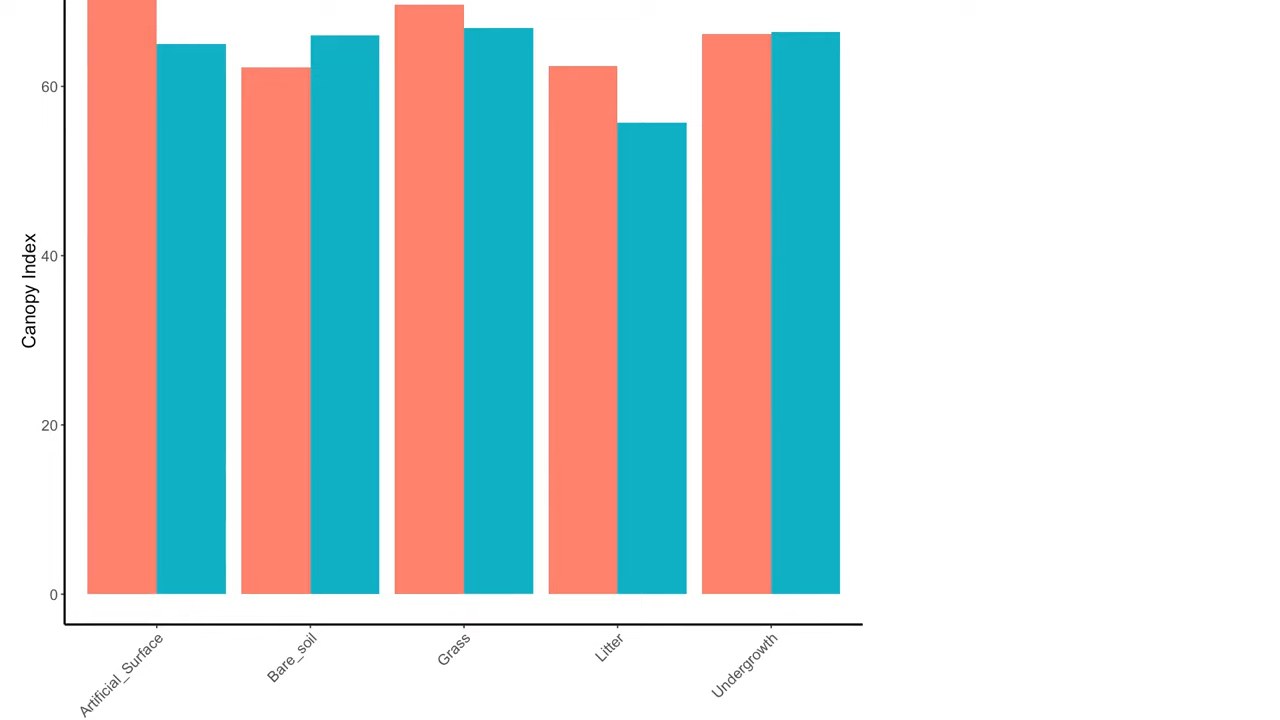 60
40
20
0
Canopy Index
Artificial_Surface
Bare_soil
Grass
Litter
Undergrowth